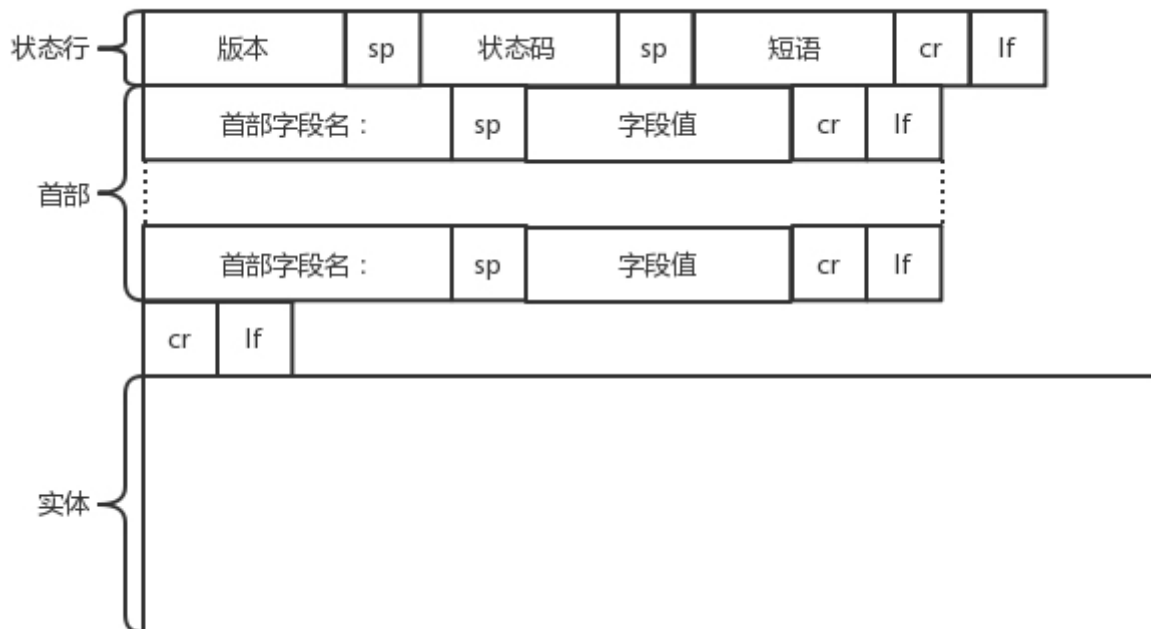 状态行 版本 sp 状态码 sp 短语 cr lf
首部字段名： sp 字段值 cr lf
首部
首部字段名： sp 字段值 cr lf
cr lf
实体